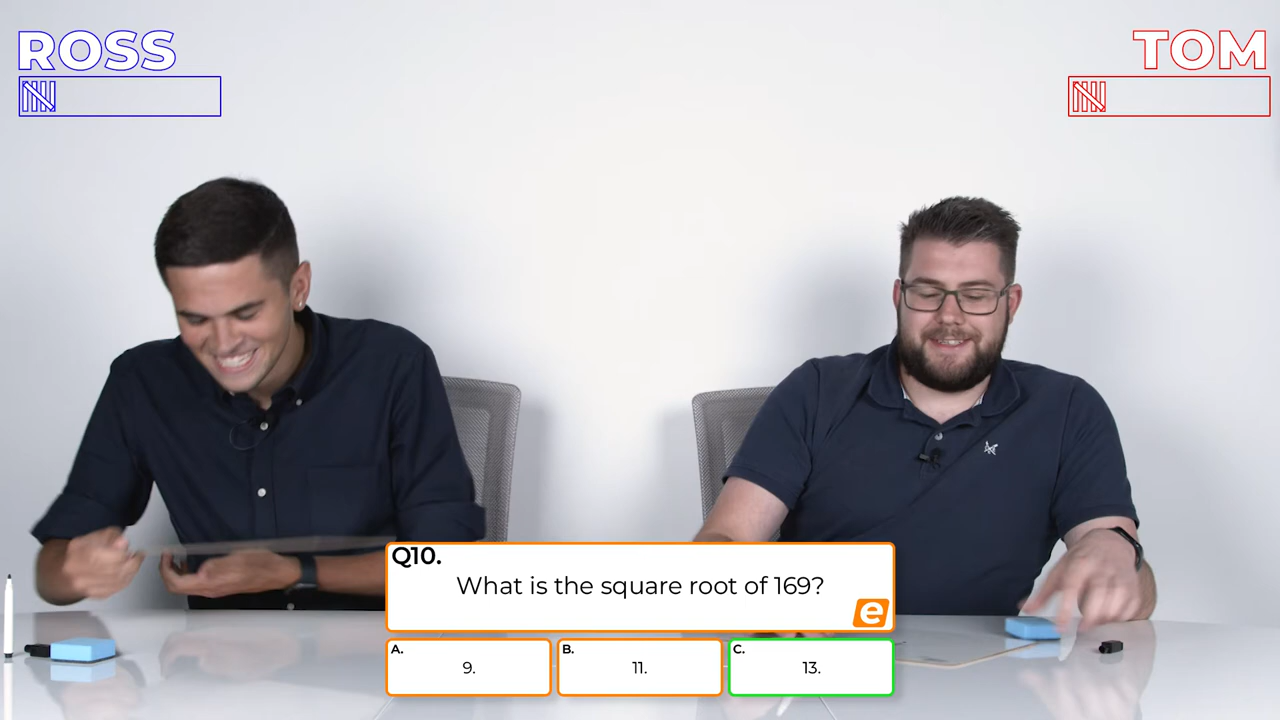 ROSS
TOM
Q10.
What is the square root of 169?
e
A.
9.
B.
11.
C.
13.